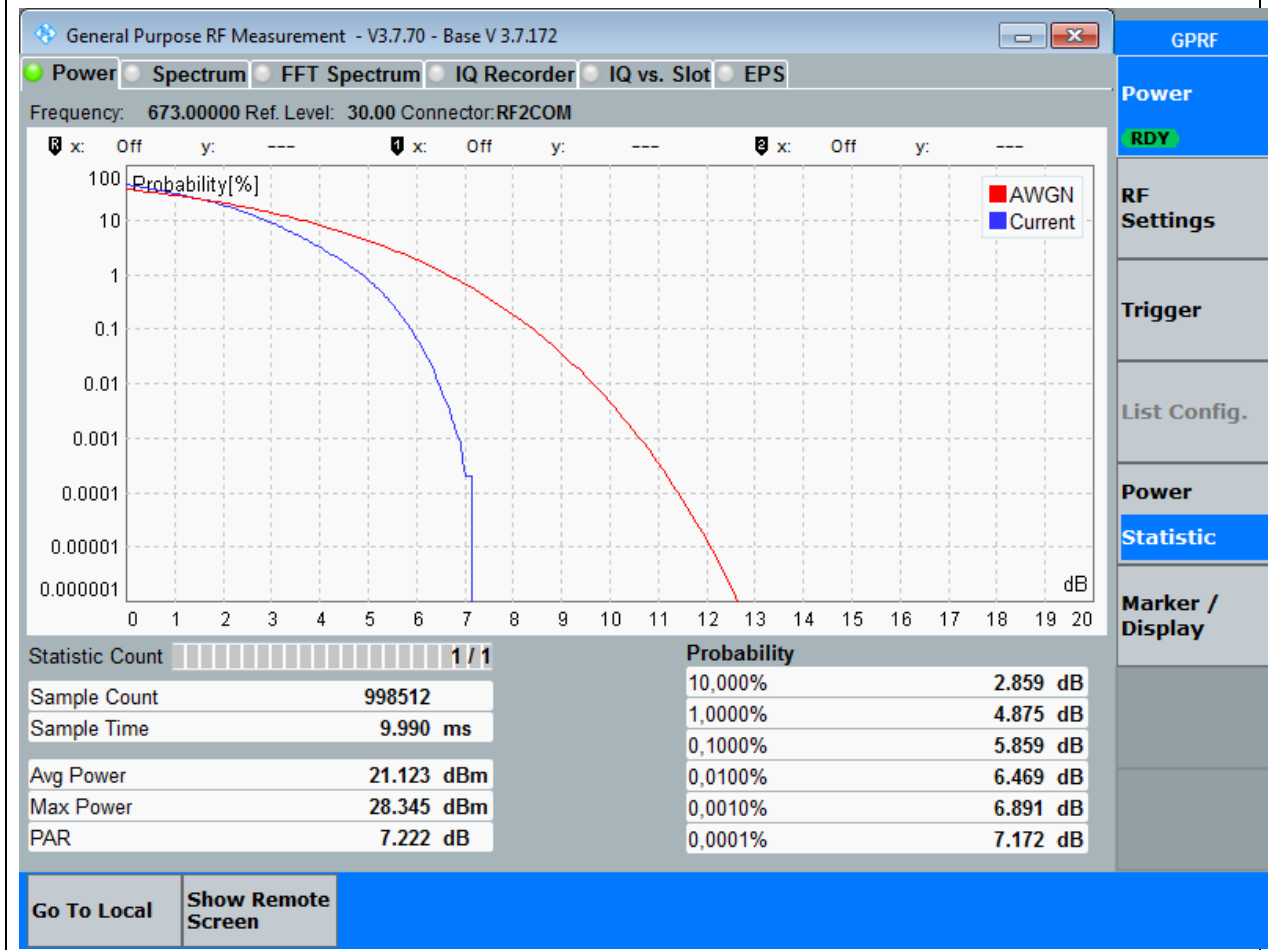 General Purpose RF Measurement - V3.7.70 - Base V 3.7.172
GPRF
Power Spectrum FFT Spectrum IQ Recorder IQ vs. Slot EPS
Frequency: 673.00000 Ref. Level: 30.00 Connector:RF2COM
R x: Off y: --- 1 x: Off y: --- 2 x: Off y: ---
Probability[%]
AWGN
Current
100
10
1
0.1
0.01
0.001
0.0001
0.00001
0.000001
dB
0 1 2 3 4 5 6 7 8 9 10 11 12 13 14 15 16 17 18 19 20
Statistic Count 1 / 1
Sample Count 998512
Sample Time 9.990 ms
Avg Power 21.123 dBm
Max Power 28.345 dBm
PAR 7.222 dB
Probability
10,000% 2.859 dB
1,0000% 4.875 dB
0,1000% 5.859 dB
0,0100% 6.469 dB
0,0010% 6.891 dB
0,0001% 7.172 dB
Power
RDY
RF
Settings
Trigger
List Config.
Power
Statistic
Marker /
Display
Go To Local
Show Remote
Screen